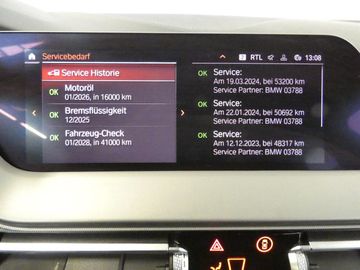 Servicebedarf
7 RTL 13:08
Service Historie
OK Motoröl
01/2026, in 16000 km
OK Bremsflüssigkeit
12/2025
OK Fahrzeug-Check
01/2028, in 41000 km
OK Service:
Am 19.03.2024, bei 53200 km
Service Partner: BMW 03788
OK Service:
Am 22.01.2024, bei 50692 km
Service Partner: BMW 03788
OK Service:
Am 12.12.2023, bei 48317 km
Service Partner: BMW 03788